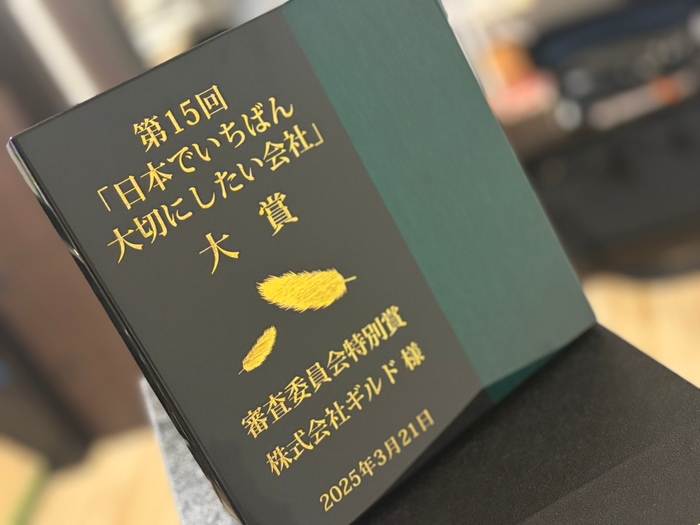 第15回
「日本でいちばん
大切にしたい会社」
大賞
審査委員会特別賞
株式会社ギルド 様
2025年3月21日